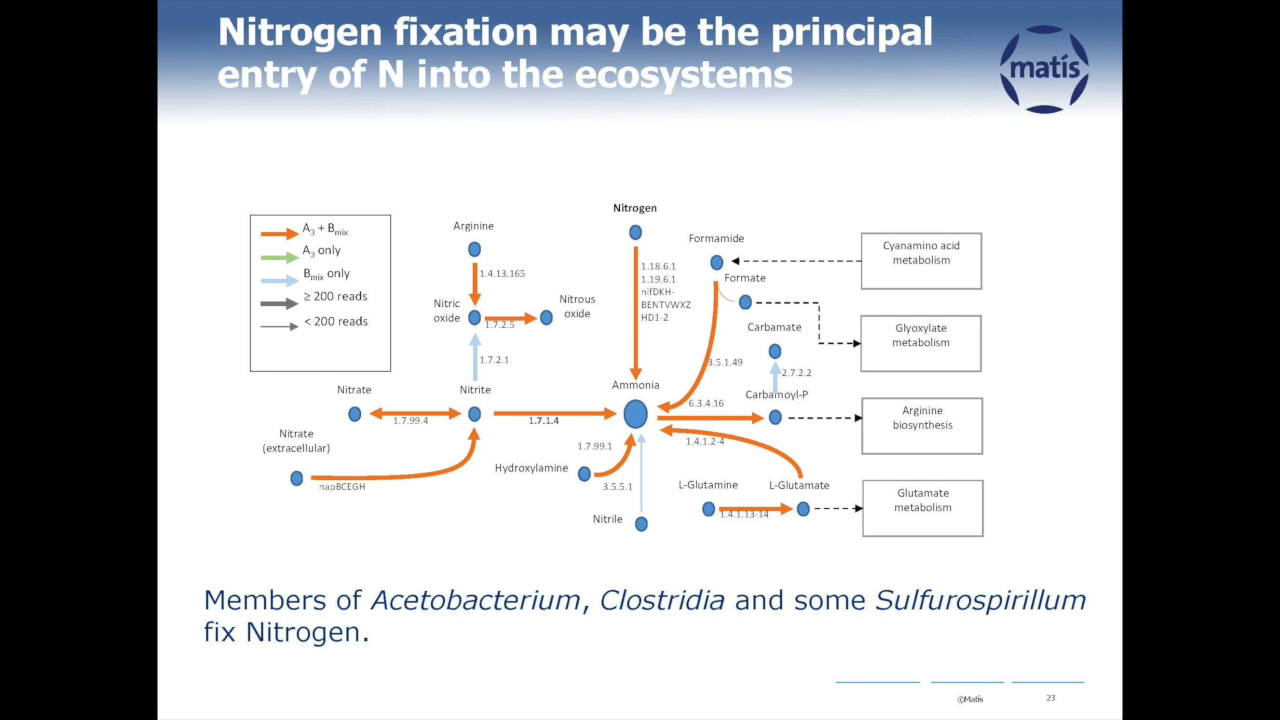 Nitrogen fixation may be the principal
entry of N into the ecosystems
matís
A3 + Bmix
A3 only
Bmix only
≥ 200 reads
< 200 reads
Arginine
1.4.13.165
Nitric
oxide
1.7.2.5
Nitrous
oxide
1.7.2.1
Nitrate
1.7.99.4
Nitrite
1.7.1.4
Nitrate
(extracellular)
napBCEGH
Nitrogen
1.18.6.1
1.19.6.1
nifDKH-
BENTVWXZ
HD1-2
Ammonia
Formamide
Formate
3.5.1.49
Carbamate
2.7.2.2
Carbamoyl-P
6.3.4.16
1.4.1.2-4
1.7.99.1
Hydroxylamine
3.5.5.1
Nitrile
L-Glutamine
L-Glutamate
1.4.1.13-14
Cyanamino acid
metabolism
Glyoxylate
metabolism
Arginine
biosynthesis
Glutamate
metabolism
Members of Acetobacterium, Clostridia and some Sulfurospirillum
fix Nitrogen.
©Matís
23